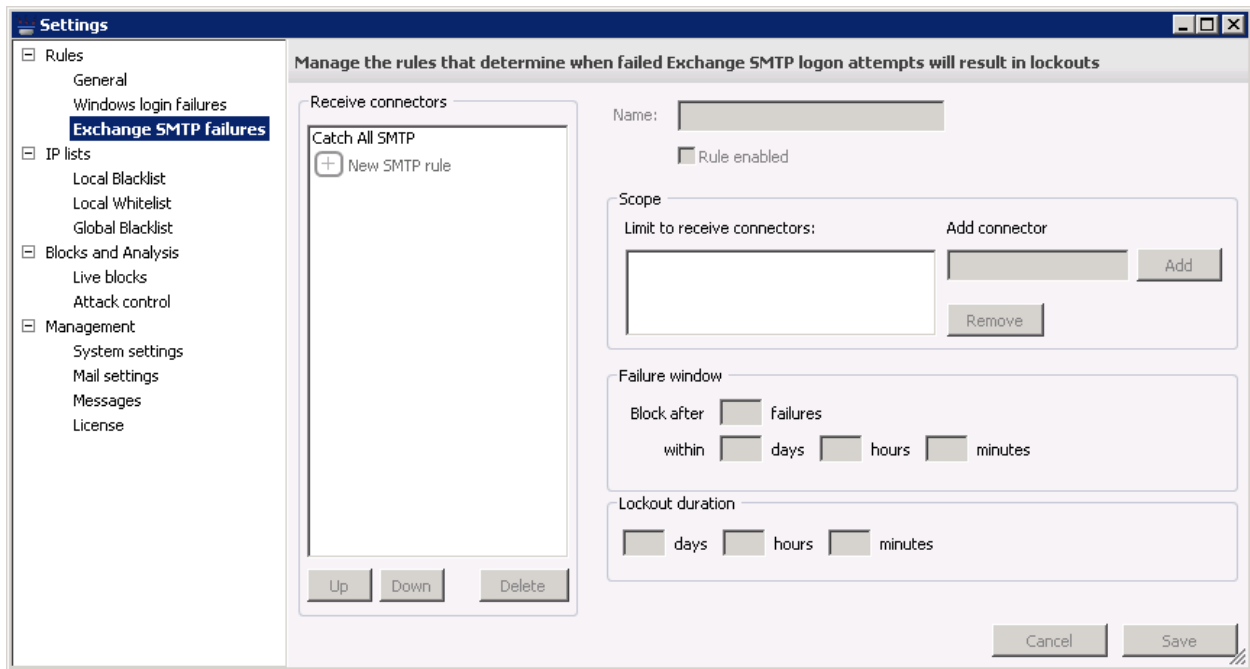 Settings
Rules
General
Windows login failures
Exchange SMTP failures
IP lists
Local Blacklist
Local Whitelist
Global Blacklist
Blocks and Analysis
Live blocks
Attack control
Management
System settings
Mail settings
Messages
License
Manage the rules that determine when failed Exchange SMTP logon attempts will result in lockouts
Receive connectors
Catch All SMTP
New SMTP rule
Up Down Delete
Name:
Rule enabled
Scope
Limit to receive connectors: Add connector
Add
Remove
Failure window
Block after failures
within days hours minutes
Lockout duration
days hours minutes
Cancel Save